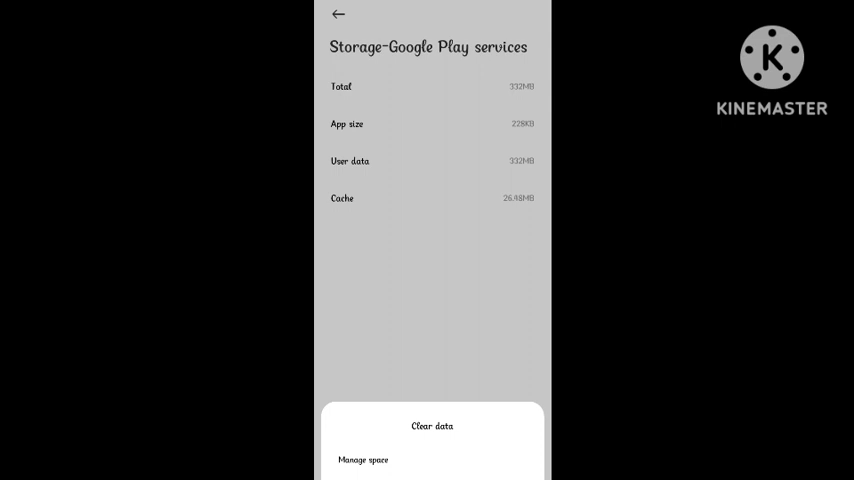 Storage-Google Play services
Total 332MB
App size 228KB
User data 332MB
Cache 26.48MB
Clear data
Manage space
K
KINEMASTER